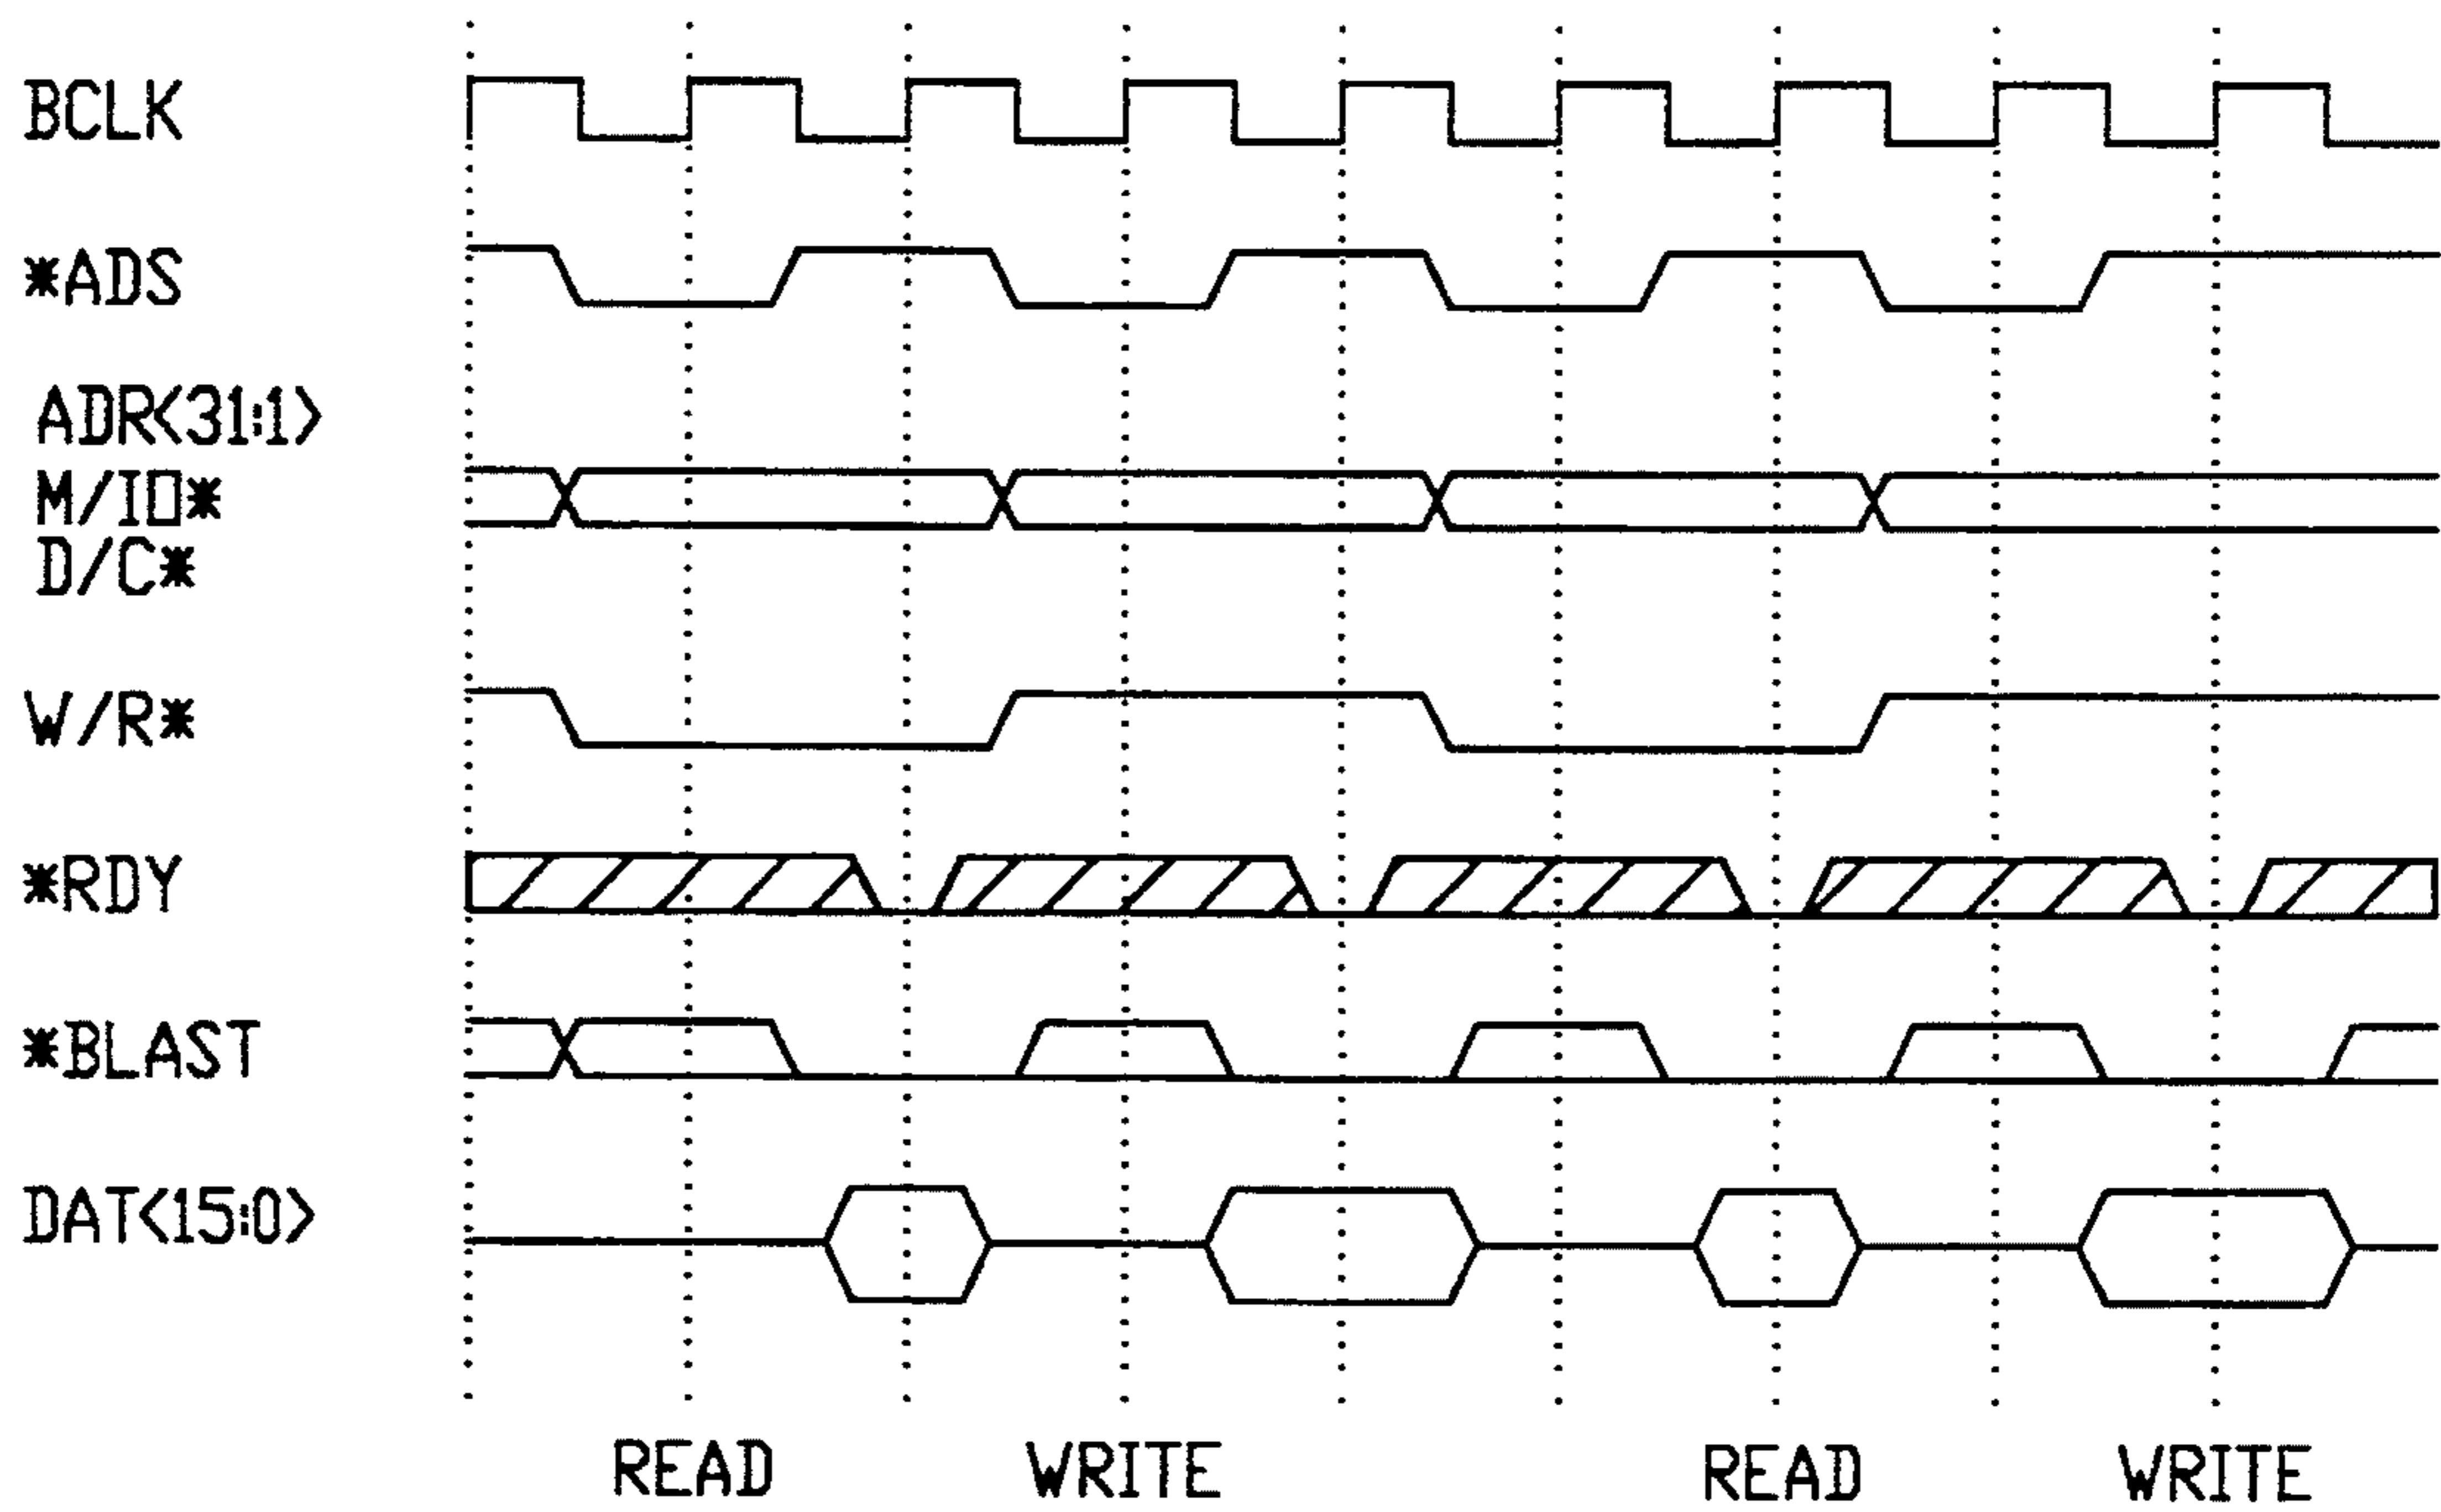 BCLK
*ADS
ADR<31:1>
M/IO*
D/C*
W/R*
*RDY
*BLAST
DAT<15:0>
READ WRITE READ WRITE